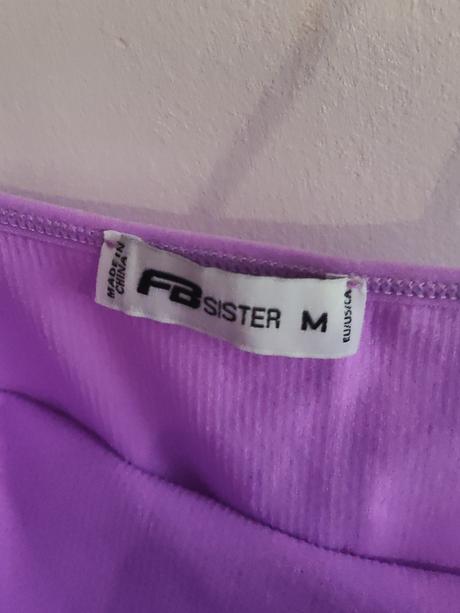 MADE IN
CHINA
FB SISTER M
EU/US/CA